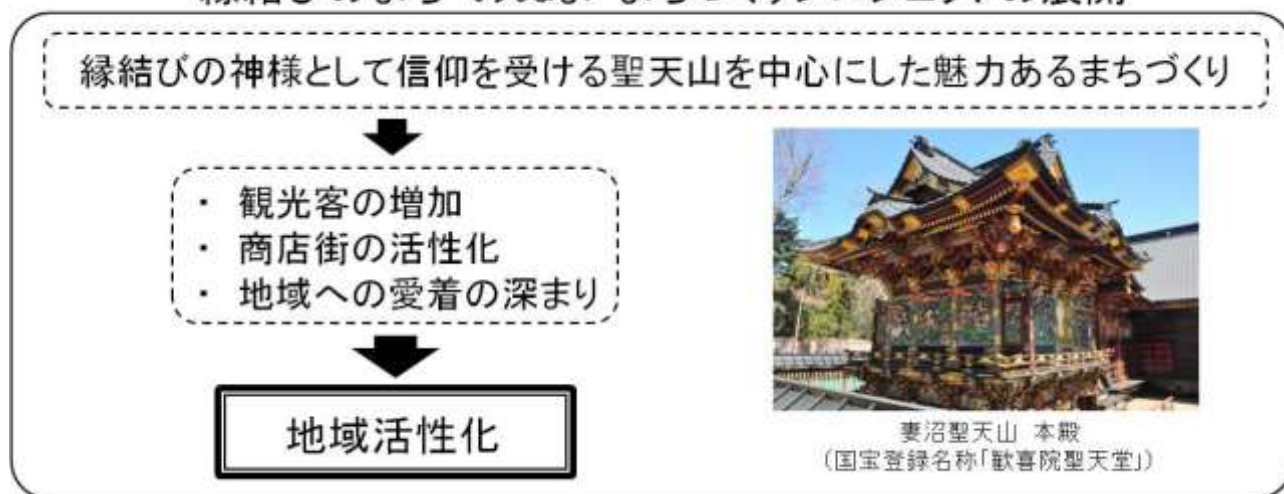 縁結びの神様として信仰を受ける聖天山を中心にした魅力あるまちづくり
・ 観光客の増加
・ 商店街の活性化
・ 地域への愛着の深まり
地域活性化
妻沼聖天山 本殿
（国宝登録名称「歓喜院聖天堂」）